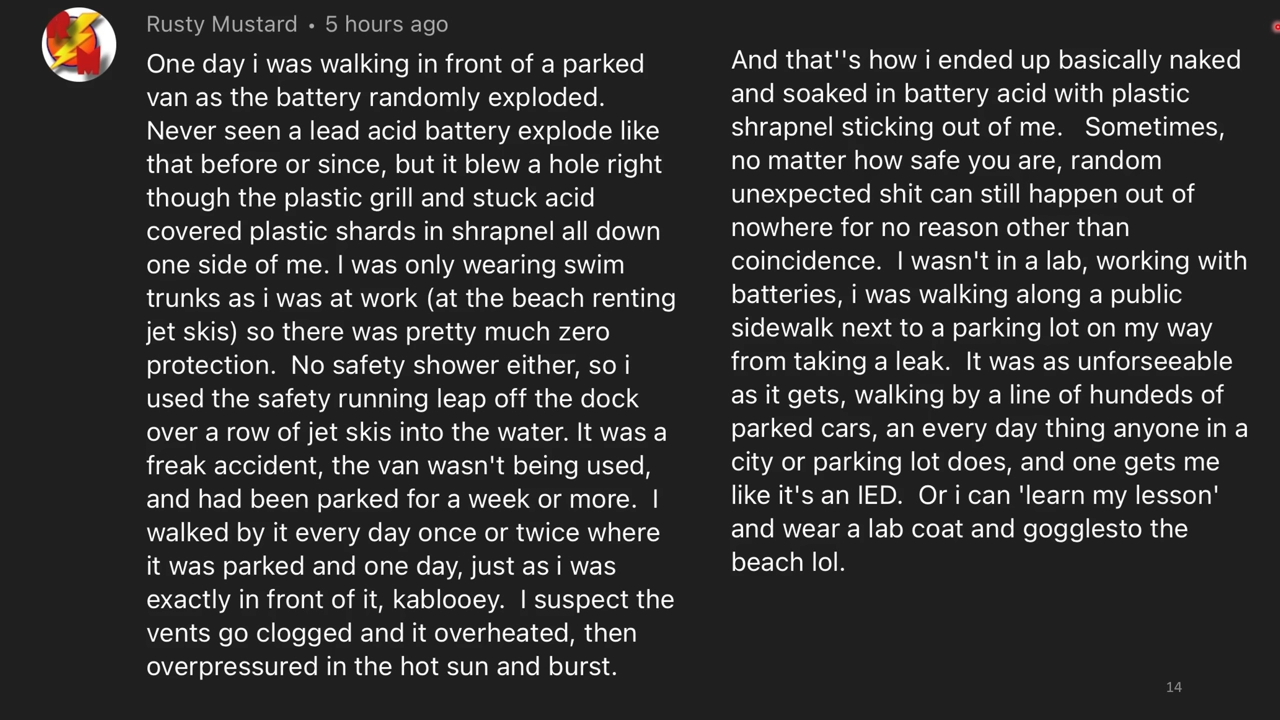 Rusty Mustard • 5 hours ago
One day i was walking in front of a parked
van as the battery randomly exploded.
Never seen a lead acid battery explode like
that before or since, but it blew a hole right
though the plastic grill and stuck acid
covered plastic shards in shrapnel all down
one side of me. I was only wearing swim
trunks as i was at work (at the beach renting
jet skis) so there was pretty much zero
protection.  No safety shower either, so i
used the safety running leap off the dock
over a row of jet skis into the water. It was a
freak accident, the van wasn't being used,
and had been parked for a week or more.  I
walked by it every day once or twice where
it was parked and one day, just as i was
exactly in front of it, kablooey.  I suspect the
vents go clogged and it overheated, then
overpressured in the hot sun and burst.
And that''s how i ended up basically naked
and soaked in battery acid with plastic
shrapnel sticking out of me.   Sometimes,
no matter how safe you are, random
unexpected shit can still happen out of
nowhere for no reason other than
coincidence.  I wasn't in a lab, working with
batteries, i was walking along a public
sidewalk next to a parking lot on my way
from taking a leak.  It was as unforseeable
as it gets, walking by a line of hundeds of
parked cars, an every day thing anyone in a
city or parking lot does, and one gets me
like it's an IED.  Or i can 'learn my lesson'
and wear a lab coat and gogglesto the
beach lol.
14